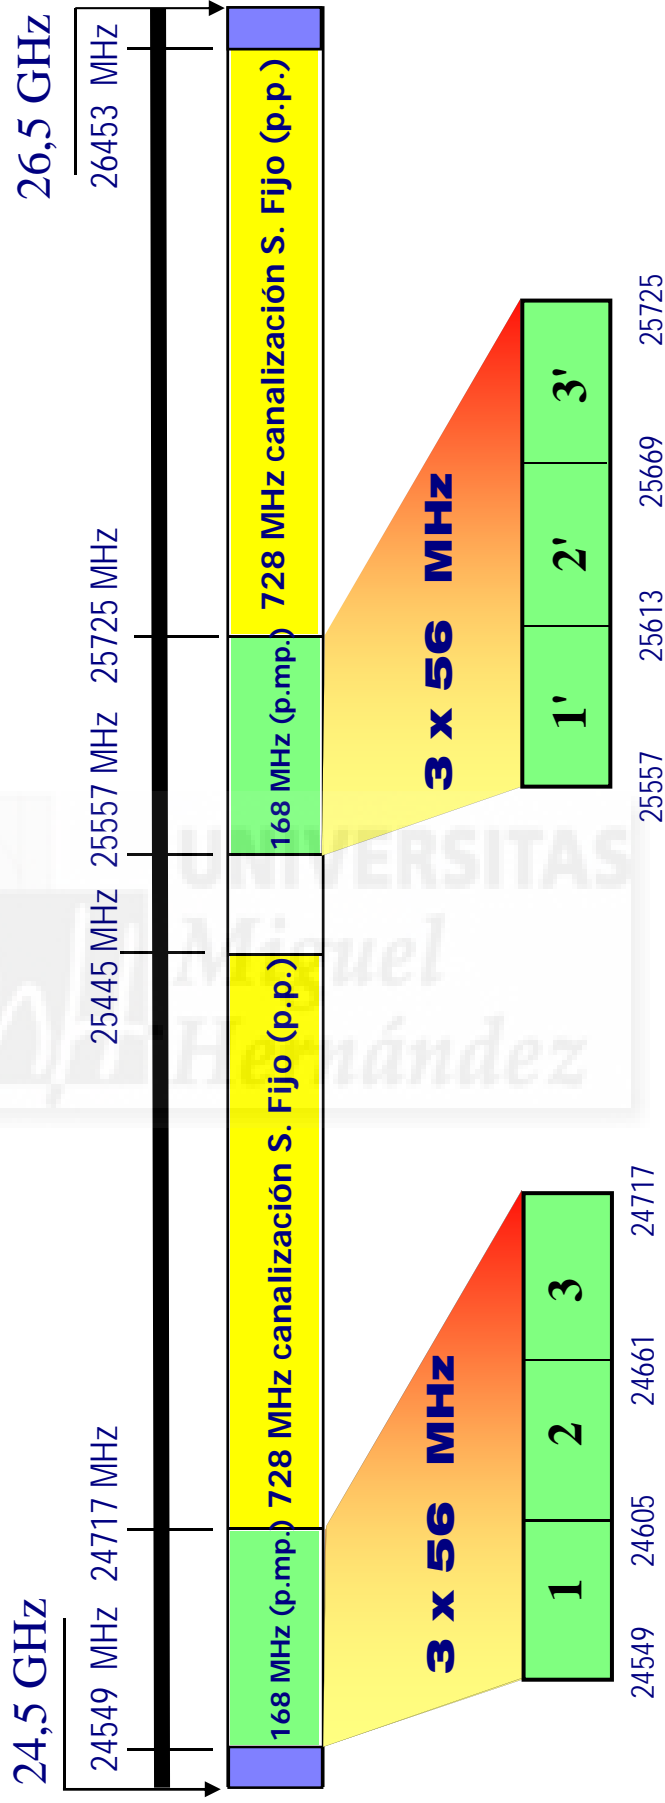 24,5 GHz
26,5 GHz
24549 MHz
24717 MHz
25445 MHz
25557 MHz
25725 MHz
26453 MHz
168 MHz (p.mp.)
728 MHz canalización S. Fijo (p.p.)
168 MHz (p.mp.)
728 MHz canalización S. Fijo (p.p.)
3 x 56 MHz
3 x 56 MHz
1
2
3
1'
2'
3'
24549
24605
24661
24717
25557
25613
25669
25725
UNIVERSITAS
Miguel
Hernández